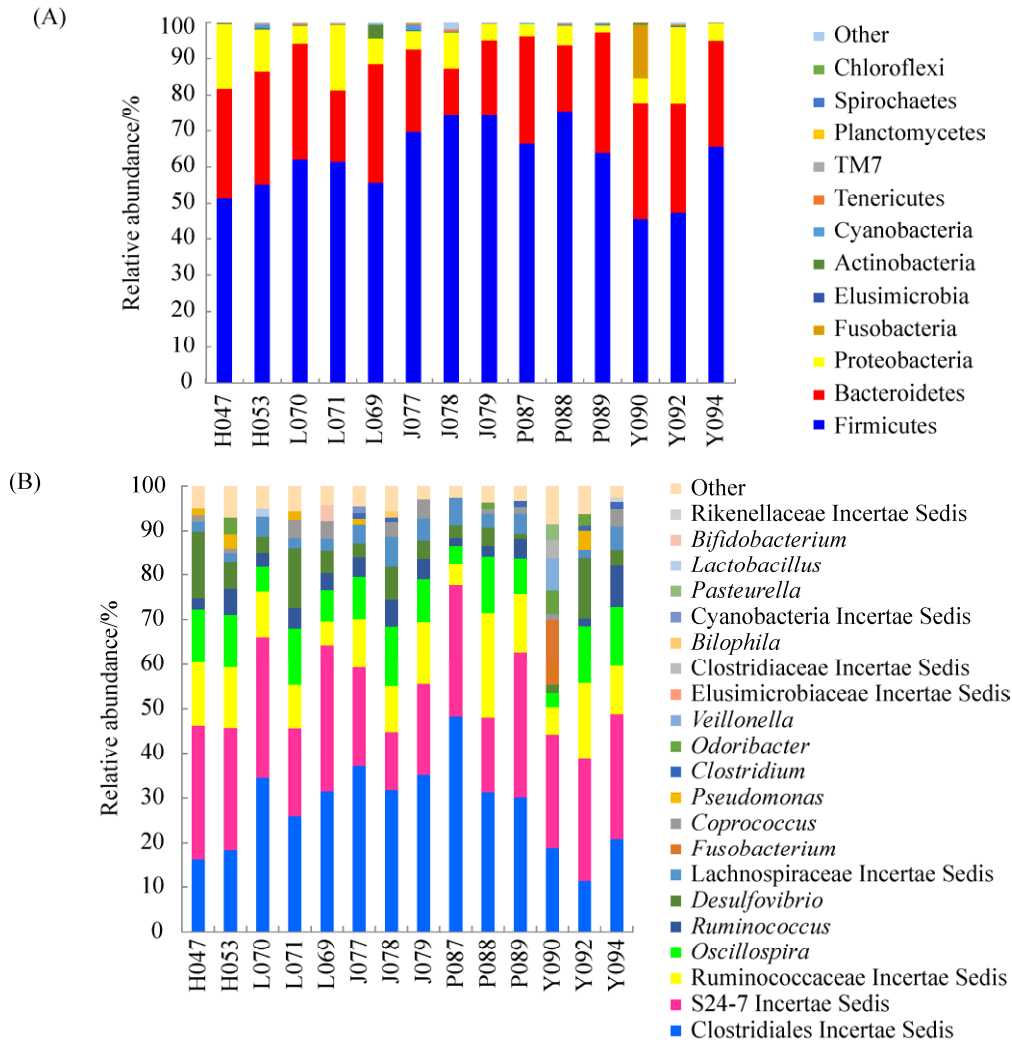 (A)
Relative abundance/%
100
90
80
70
60
50
40
30
20
10
0
H047
H053
L070
L071
L069
J077
J078
J079
P087
P088
P089
Y090
Y092
Y094
Other
Chloroflexi
Spirochaetes
Planctomycetes
TM7
Tenericutes
Cyanobacteria
Actinobacteria
Elusimicrobia
Fusobacteria
Proteobacteria
Bacteroidetes
Firmicutes
(B)
Relative abundance/%
100
90
80
70
60
50
40
30
20
10
0
H047
H053
L070
L071
L069
J077
J078
J079
P087
P088
P089
Y090
Y092
Y094
Other
Rikenellaceae Incertae Sedis
Bifidobacterium
Lactobacillus
Pasteurella
Cyanobacteria Incertae Sedis
Bilophila
Clostridiaceae Incertae Sedis
Elusimicrobiaceae Incertae Sedis
Veillonella
Odoribacter
Clostridium
Pseudomonas
Coprococcus
Fusobacterium
Lachnospiraceae Incertae Sedis
Desulfovibrio
Ruminococcus
Oscillospira
Ruminococcaceae Incertae Sedis
S24-7 Incertae Sedis
Clostridiales Incertae Sedis